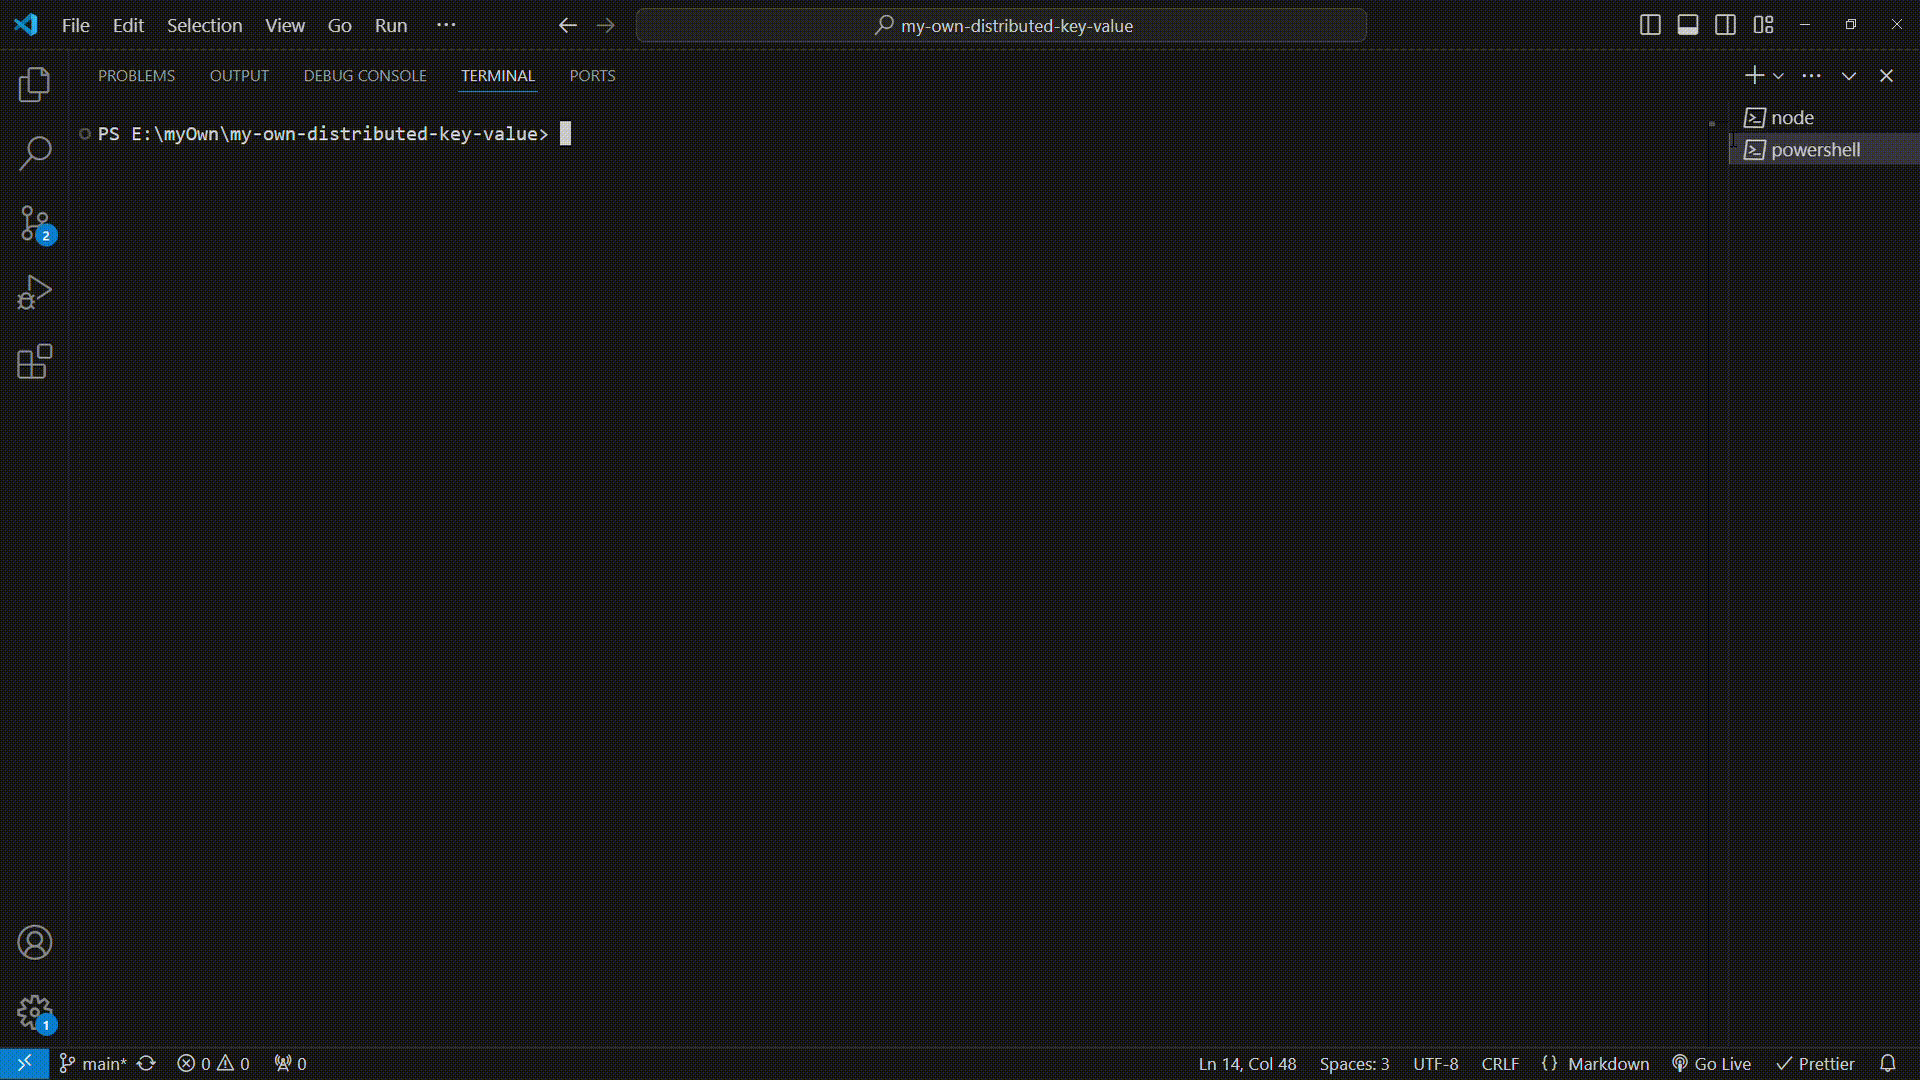 File Edit Selection View Go Run ··· my-own-distributed-key-value
PROBLEMS OUTPUT DEBUG CONSOLE TERMINAL PORTS
PS E:\myOwn\my-own-distributed-key-value>
node
powershell
2
1
main* 0 0 0 Ln 14, Col 48 Spaces: 3 UTF-8 CRLF {} Markdown Go Live Prettier